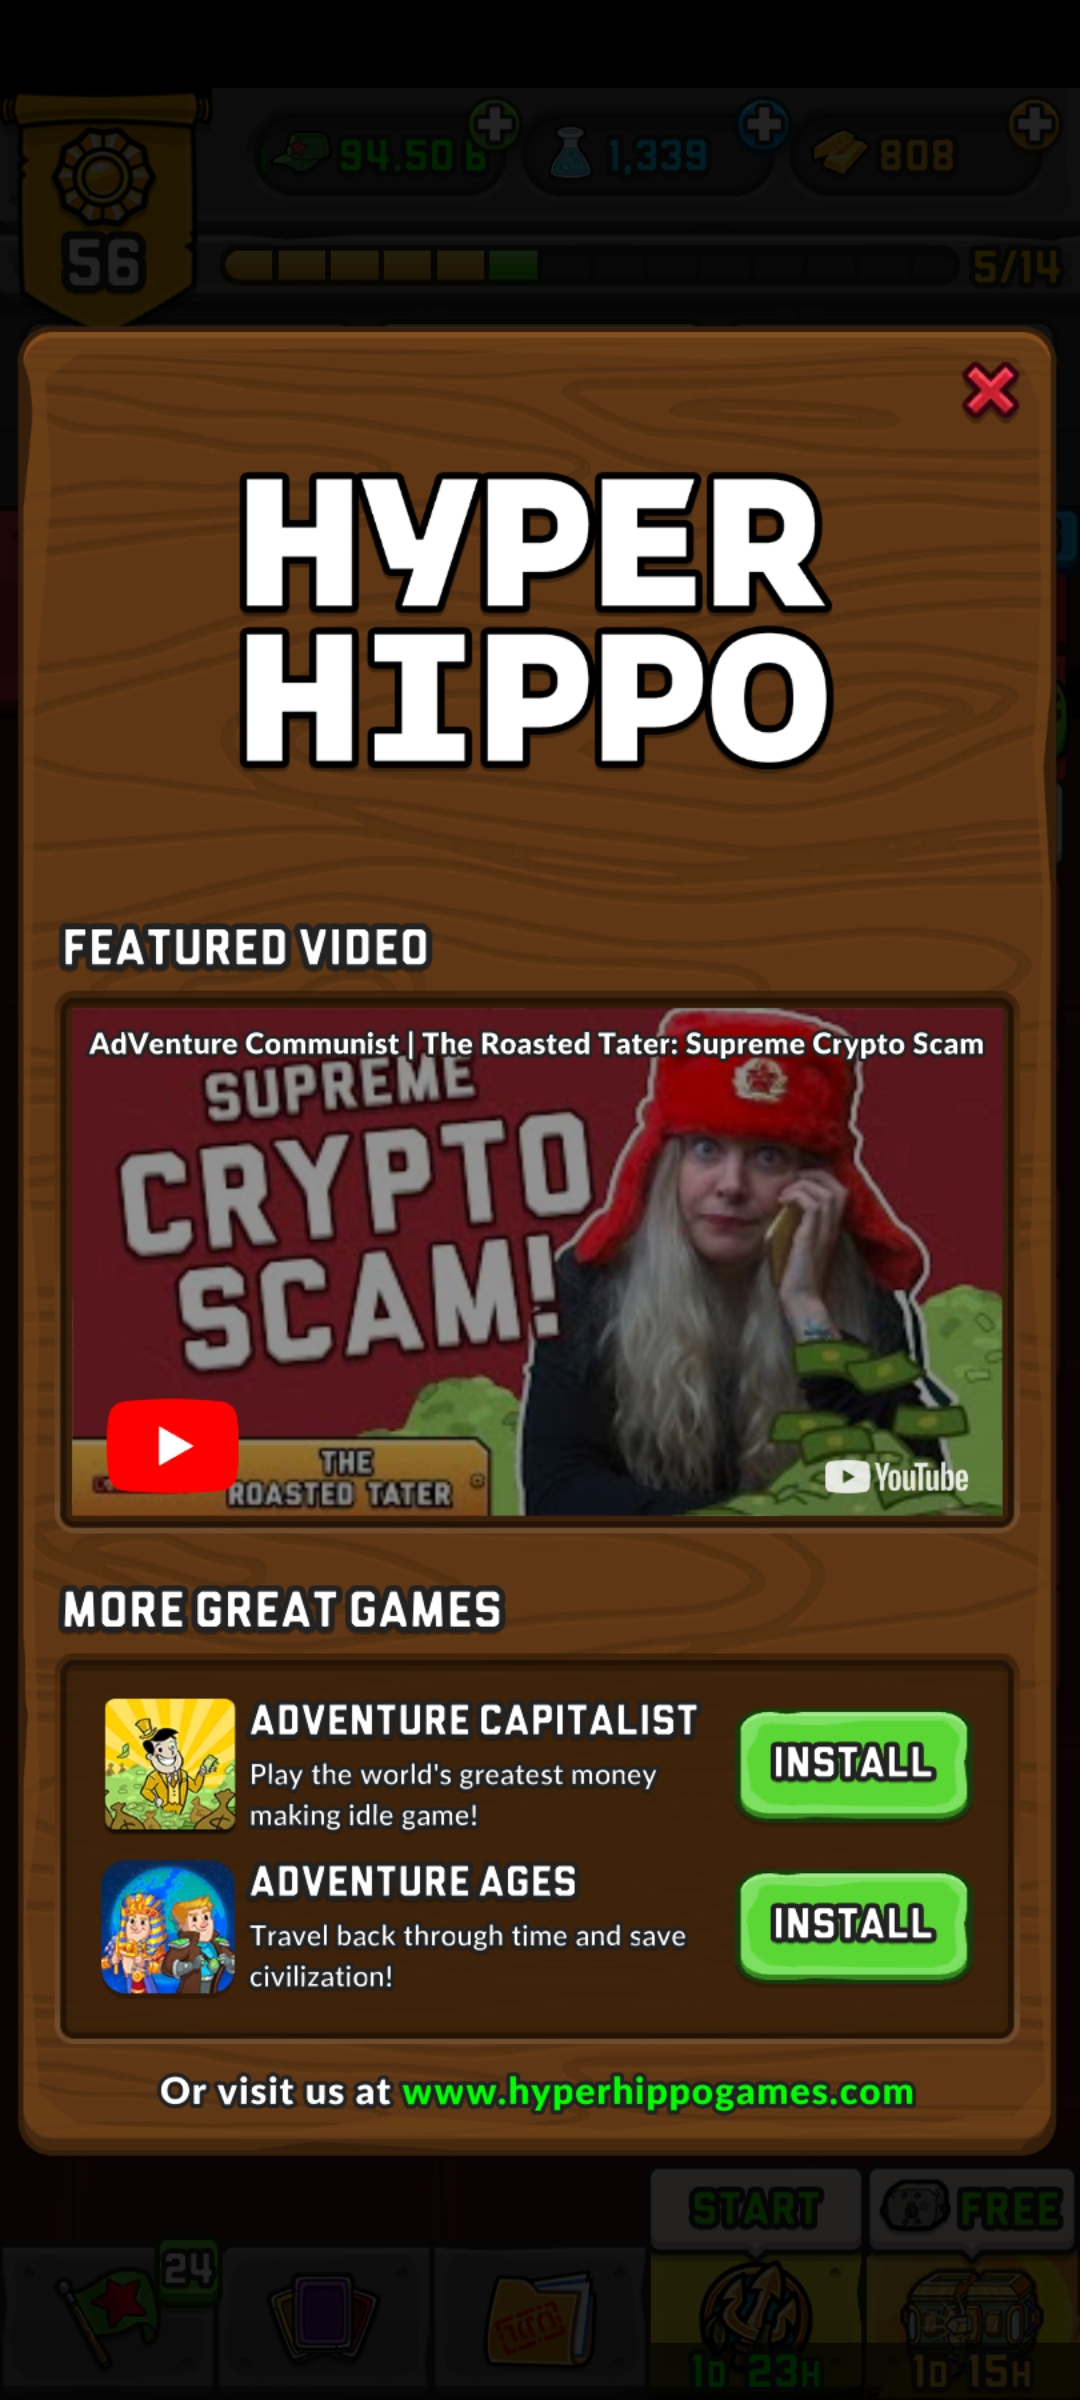 94.50 B
1,339
808
56
5/14
HYPER
HIPPO
FEATURED VIDEO
AdVenture Communist | The Roasted Tater: Supreme Crypto Scam
SUPREME
CRYPTO
SCAM!
THE
ROASTED TATER
YouTube
MORE GREAT GAMES
ADVENTURE CAPITALIST
Play the world's greatest money
making idle game!
INSTALL
ADVENTURE AGES
Travel back through time and save
civilization!
INSTALL
Or visit us at www.hyperhippogames.com
START
FREE
24
1D 23H
1D 15H